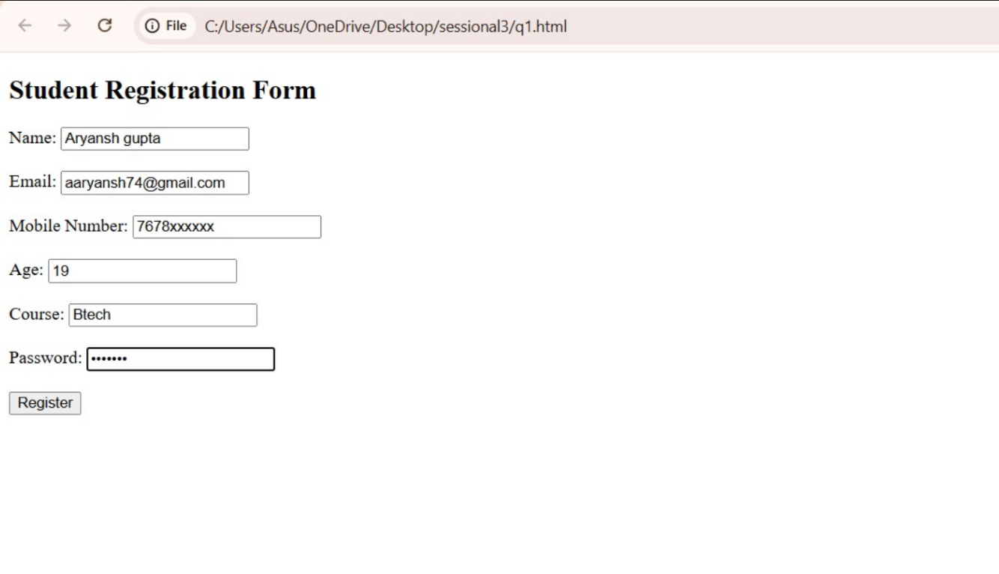 File C:/Users/Asus/OneDrive/Desktop/sessional3/q1.html
Student Registration Form
Name: Aryansh gupta
Email: aaryansh74@gmail.com
Mobile Number: 7678xxxxxx
Age: 19
Course: Btech
Password: •••••••
Register